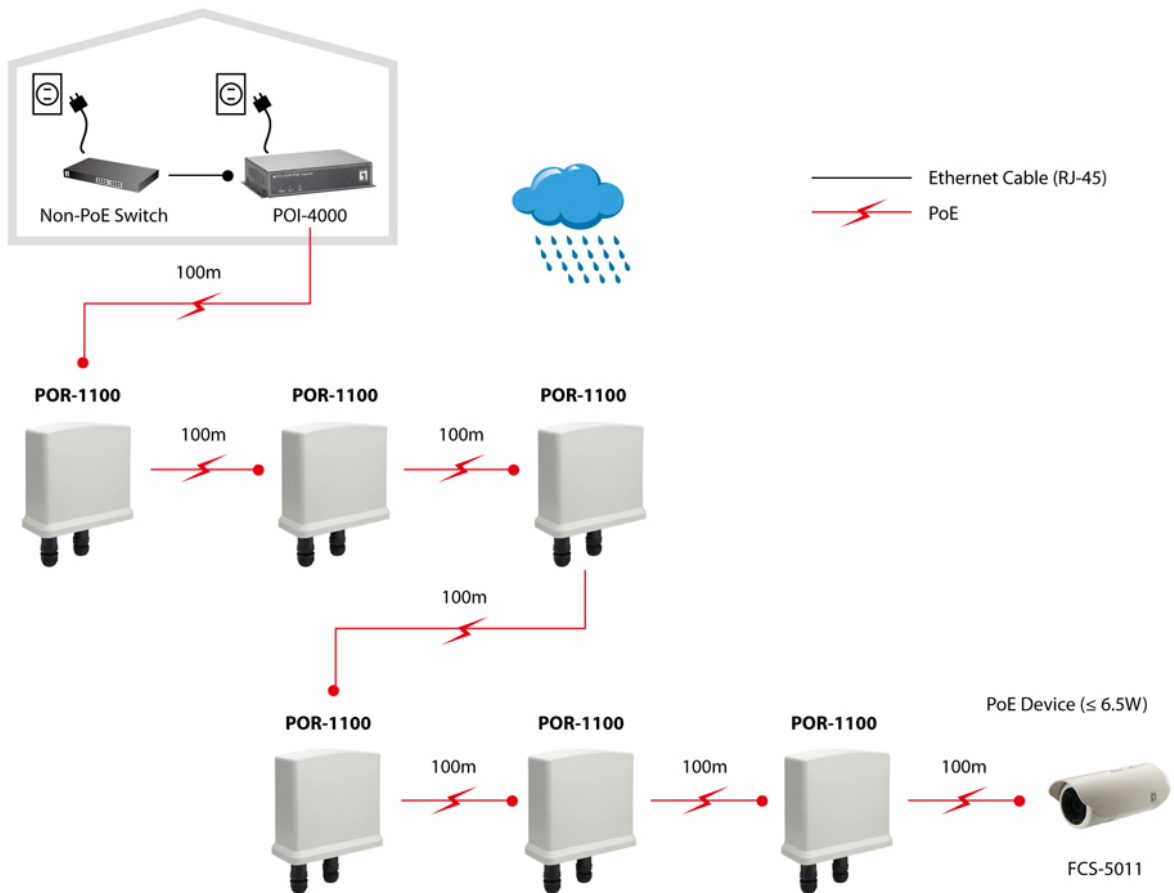 Non-PoE Switch
POI-4000
Ethernet Cable (RJ-45)
PoE
100m
POR-1100
POR-1100
POR-1100
100m
100m
100m
POR-1100
POR-1100
POR-1100
PoE Device (≤ 6.5W)
100m
100m
100m
FCS-5011